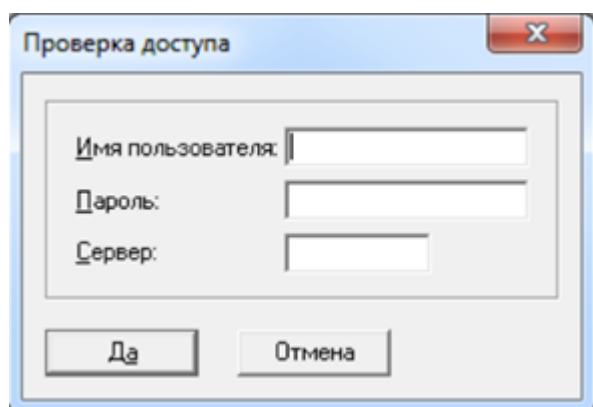 Проверка доступа
Имя пользователя:
Пароль:
Сервер:
Да Отмена